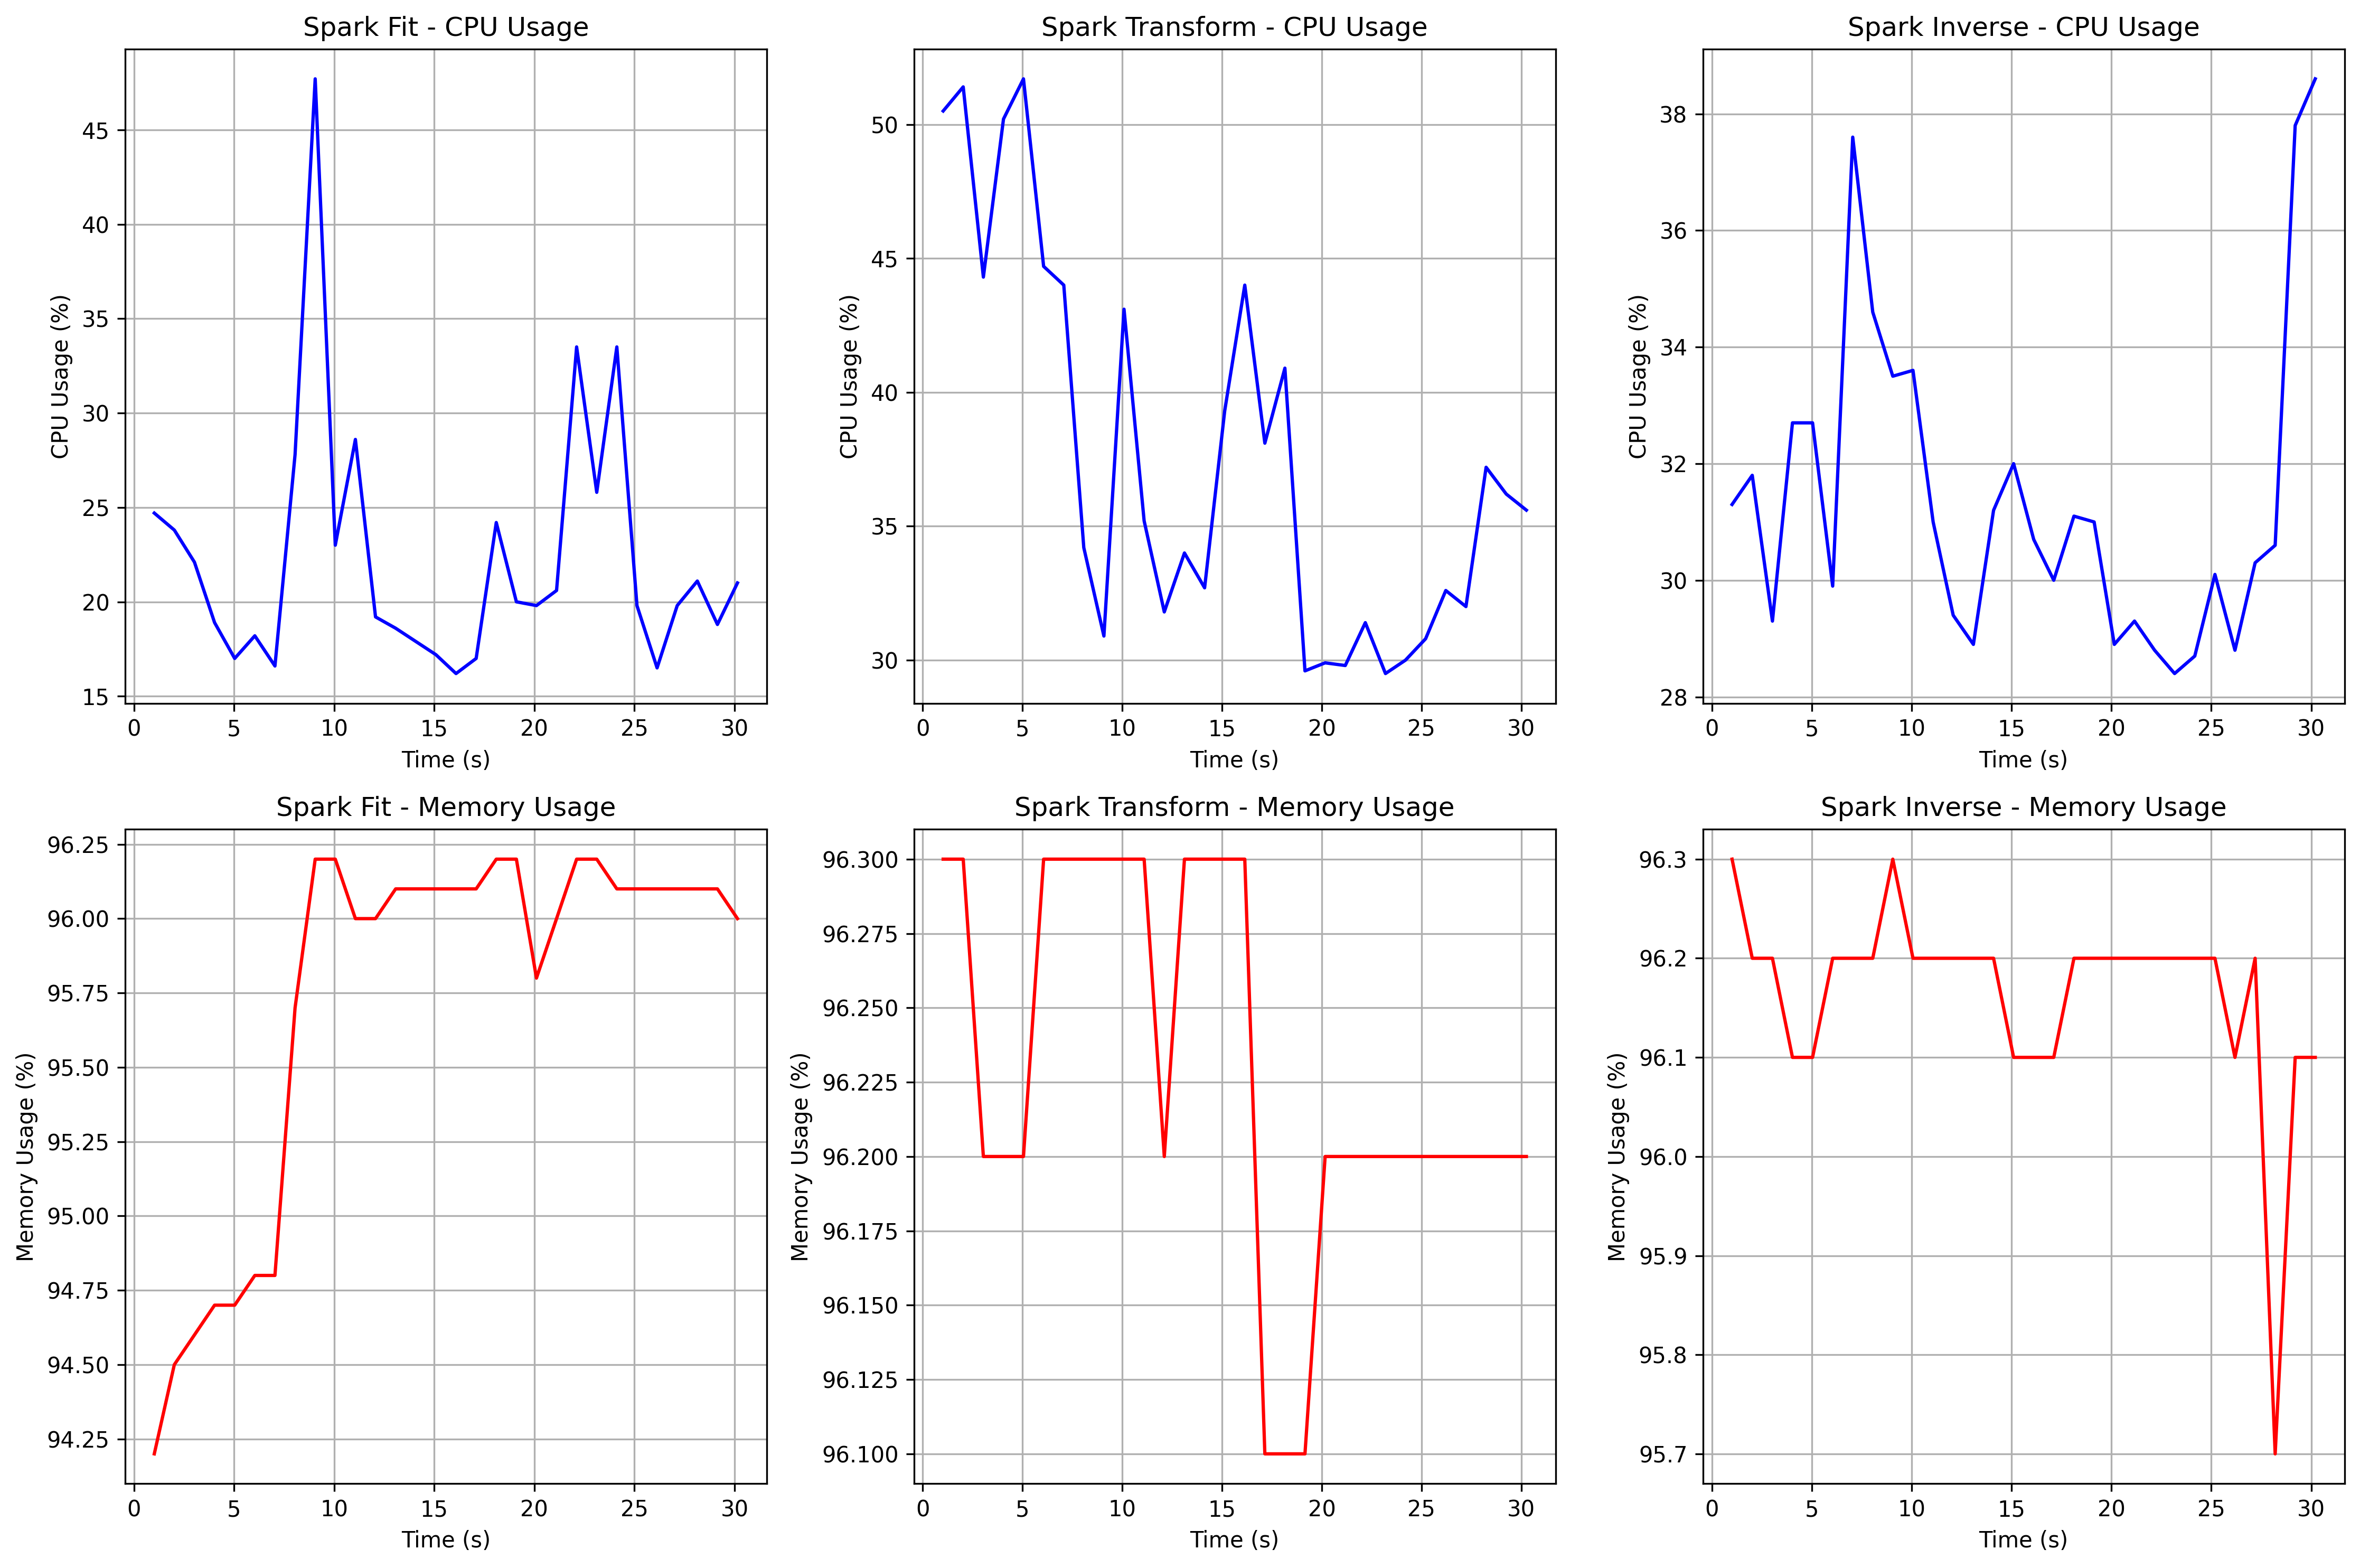 Spark Fit - CPU Usage
CPU Usage (%)
45
40
35
30
25
20
15
0 5 10 15 20 25 30
Time (s)
Spark Transform - CPU Usage
CPU Usage (%)
50
45
40
35
30
0 5 10 15 20 25 30
Time (s)
Spark Inverse - CPU Usage
CPU Usage (%)
38
36
34
32
30
28
0 5 10 15 20 25 30
Time (s)
Spark Fit - Memory Usage
Memory Usage (%)
96.25
96.00
95.75
95.50
95.25
95.00
94.75
94.50
94.25
0 5 10 15 20 25 30
Time (s)
Spark Transform - Memory Usage
Memory Usage (%)
96.300
96.275
96.250
96.225
96.200
96.175
96.150
96.125
96.100
0 5 10 15 20 25 30
Time (s)
Spark Inverse - Memory Usage
Memory Usage (%)
96.3
96.2
96.1
96.0
95.9
95.8
95.7
0 5 10 15 20 25 30
Time (s)